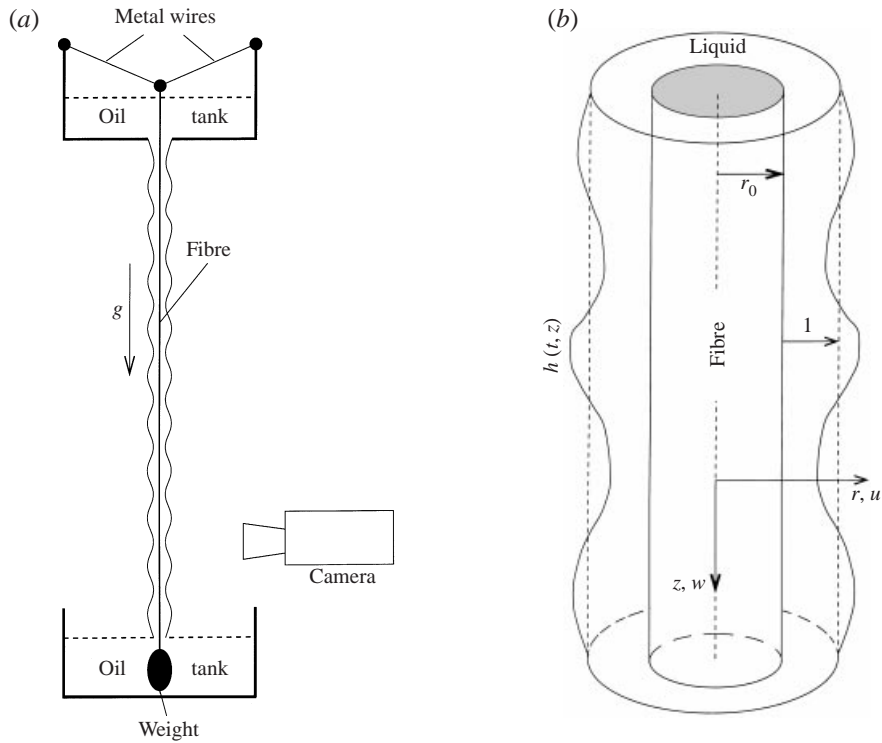 (a)
Metal wires
Oil tank
Fibre
g
Camera
Oil tank
Weight
(b)
Liquid
r0
Fibre
1
h (t, z)
r, u
z, w